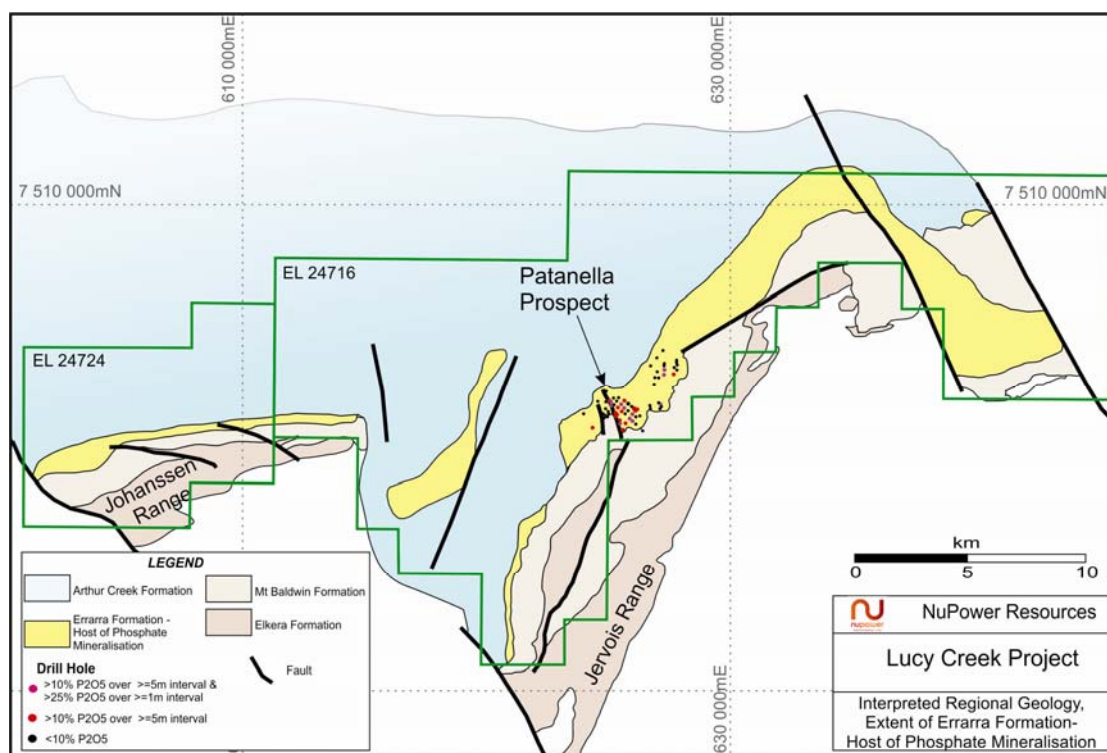 610 000mE
630 000mE
7 510 000mN
7 510 000mN
EL 24716
Patanella
Prospect
EL 24724
Johanssen
Range
Jervois Range
km
0 5 10
LEGEND
Arthur Creek Formation
Mt Baldwin Formation
Errarra Formation -
Host of Phosphate
Mineralisation
Elkera Formation
Drill Hole
>10% P2O5 over >=5m interval &
>25% P2O5 over >=1m interval
>10% P2O5 over >=5m interval
<10% P2O5
Fault
630 000mE
nupower
NuPower Resources
Lucy Creek Project
Interpreted Regional Geology,
Extent of Errarra Formation-
Host of Phosphate Mineralisation